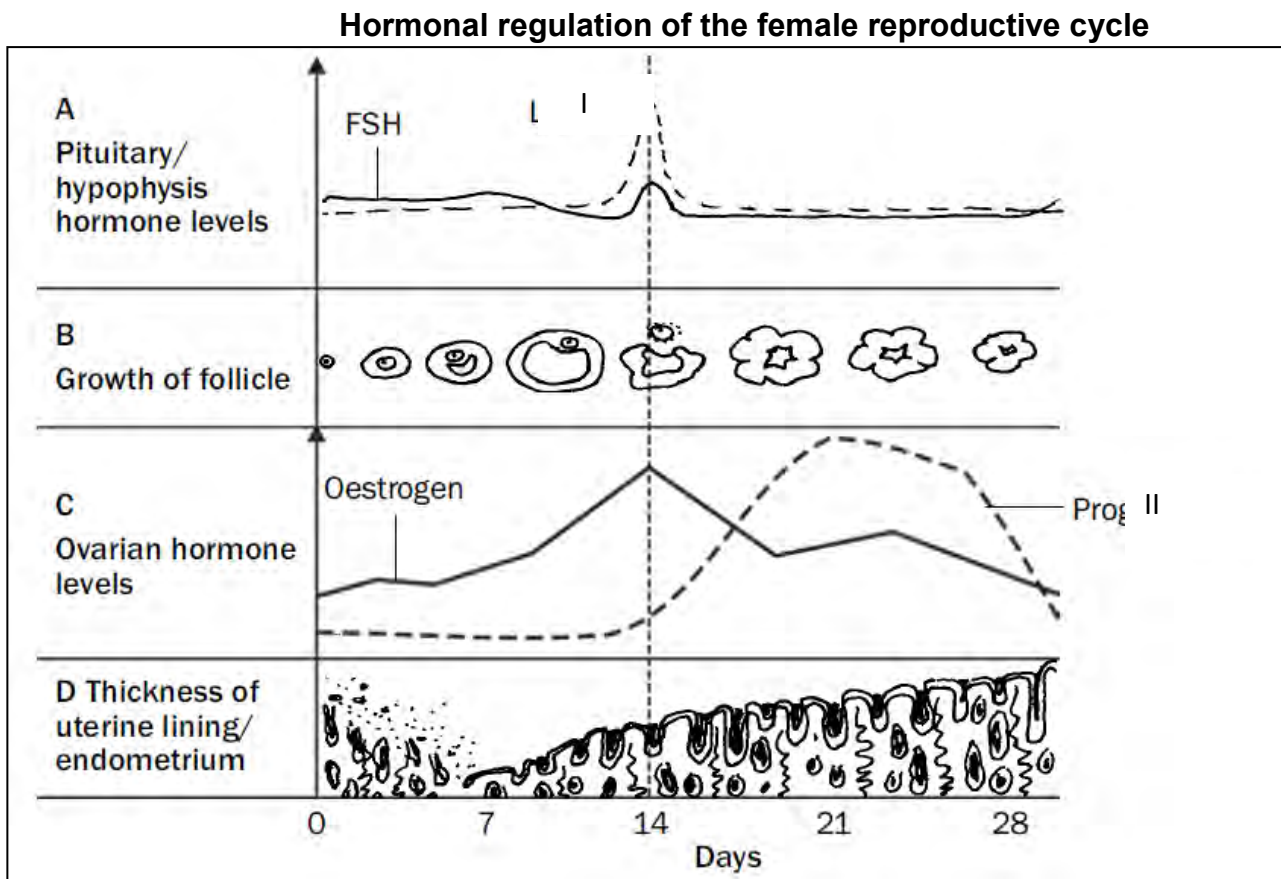 Hormonal regulation of the female reproductive cycle
A
FSH
L I
Pituitary/
hypophysis
hormone levels
B
Growth of follicle
C
Oestrogen
Prog II
Ovarian hormone
levels
D Thickness of
uterine lining/
endometrium
0 7 14 21 28
Days